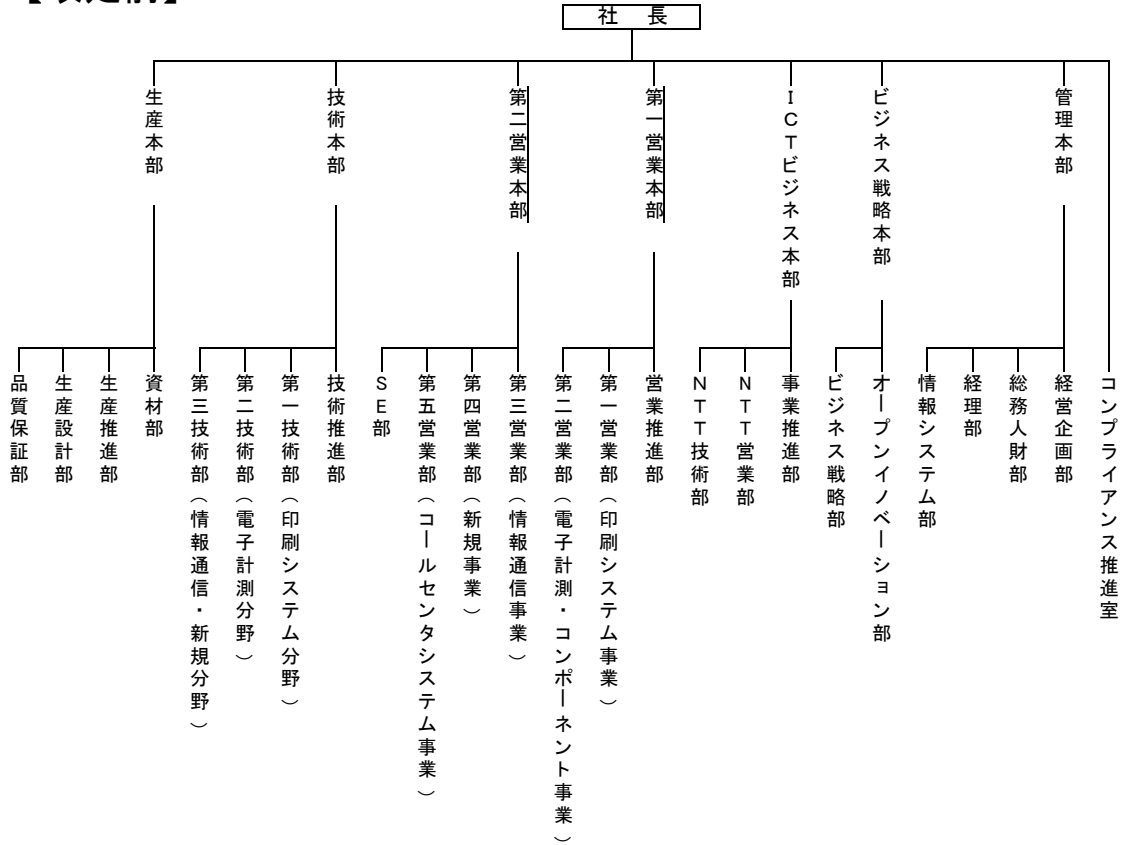 社 長
管理本部
ビジネス戦略本部
ICTビジネス本部
第一営業本部
第二営業本部
技術本部
生産本部
コンプライアンス推進室
経営企画部
総務人財部
経理部
情報システム部
オープンイノベーション部
ビジネス戦略部
事業推進部
NTT営業部
NTT技術部
営業推進部
第一営業部(印刷システム事業)
第二営業部(電子計測・コンポーネント事業)
第三営業部(情報通信事業)
第四営業部(新規事業)
第五営業部(コールセンタシステム事業)
SE部
技術推進部
第一技術部(印刷システム分野)
第二技術部(電子計測分野)
第三技術部(情報通信・新規分野)
資材部
生産推進部
生産設計部
品質保証部